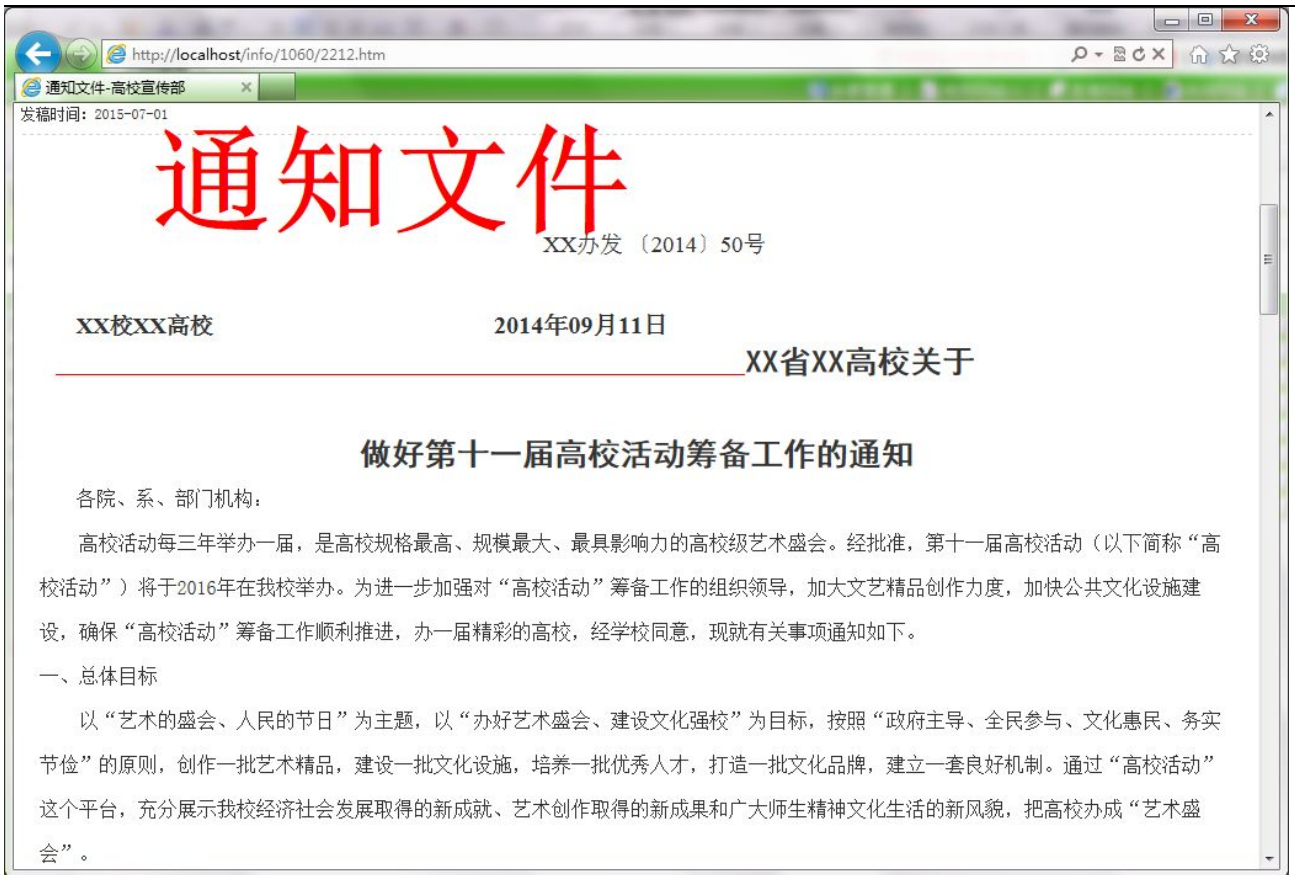 http://localhost/info/1060/2212.htm
通知文件-高校宣传部
发稿时间：2015-07-01
通知文件
XX办发〔2014〕50号
XX校XX高校 2014年09月11日
XX省XX高校关于
做好第十一届高校活动筹备工作的通知
各院、系、部门机构：
高校活动每三年举办一届，是高校规格最高、规模最大、最具影响力的高校级艺术盛会。经批准，第十一届高校活动（以下简称“高
校活动”）将于2016年在我校举办。为进一步加强对“高校活动”筹备工作的组织领导，加大文艺精品创作力度，加快公共文化设施建
设，确保“高校活动”筹备工作顺利推进，办一届精彩的高校，经学校同意，现就有关事项通知如下。
一、总体目标
以“艺术的盛会、人民的节日”为主题，以“办好艺术盛会、建设文化强校”为目标，按照“政府主导、全民参与、文化惠民、务实
节俭”的原则，创作一批艺术精品，建设一批文化设施，培养一批优秀人才，打造一批文化品牌，建立一套良好机制。通过“高校活动”
这个平台，充分展示我校经济社会发展取得的新成就、艺术创作取得的新成果和广大师生精神文化生活的新风貌，把高校办成“艺术盛
会”。